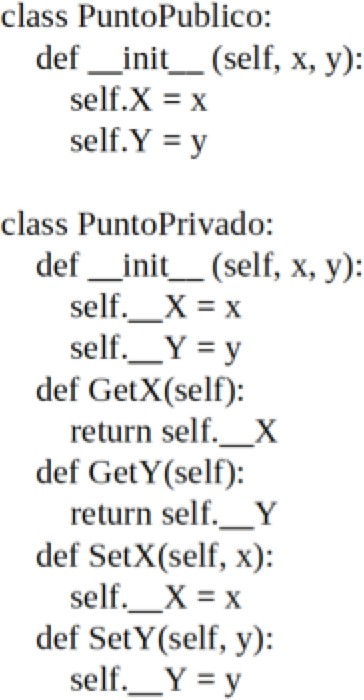 class PuntoPublico:
def __init__ (self, x, y):
self.X = x
self.Y = y
class PuntoPrivado:
def __init__ (self, x, y):
self.__X = x
self.__Y = y
def GetX(self):
return self.__X
def GetY(self):
return self.__Y
def SetX(self, x):
self.__X = x
def SetY(self, y):
self.__Y = y